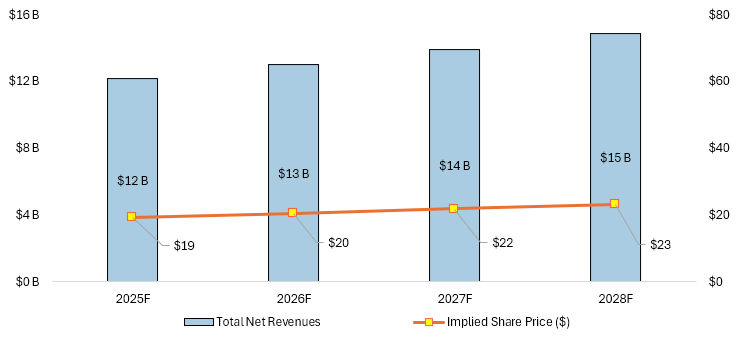 $16 B
$80
$12 B
$60
$8 B
$40
$4 B
$20
$0 B
$0
$12 B
$13 B
$14 B
$15 B
$19
$20
$22
$23
2025F
2026F
2027F
2028F
Total Net Revenues
Implied Share Price ($)